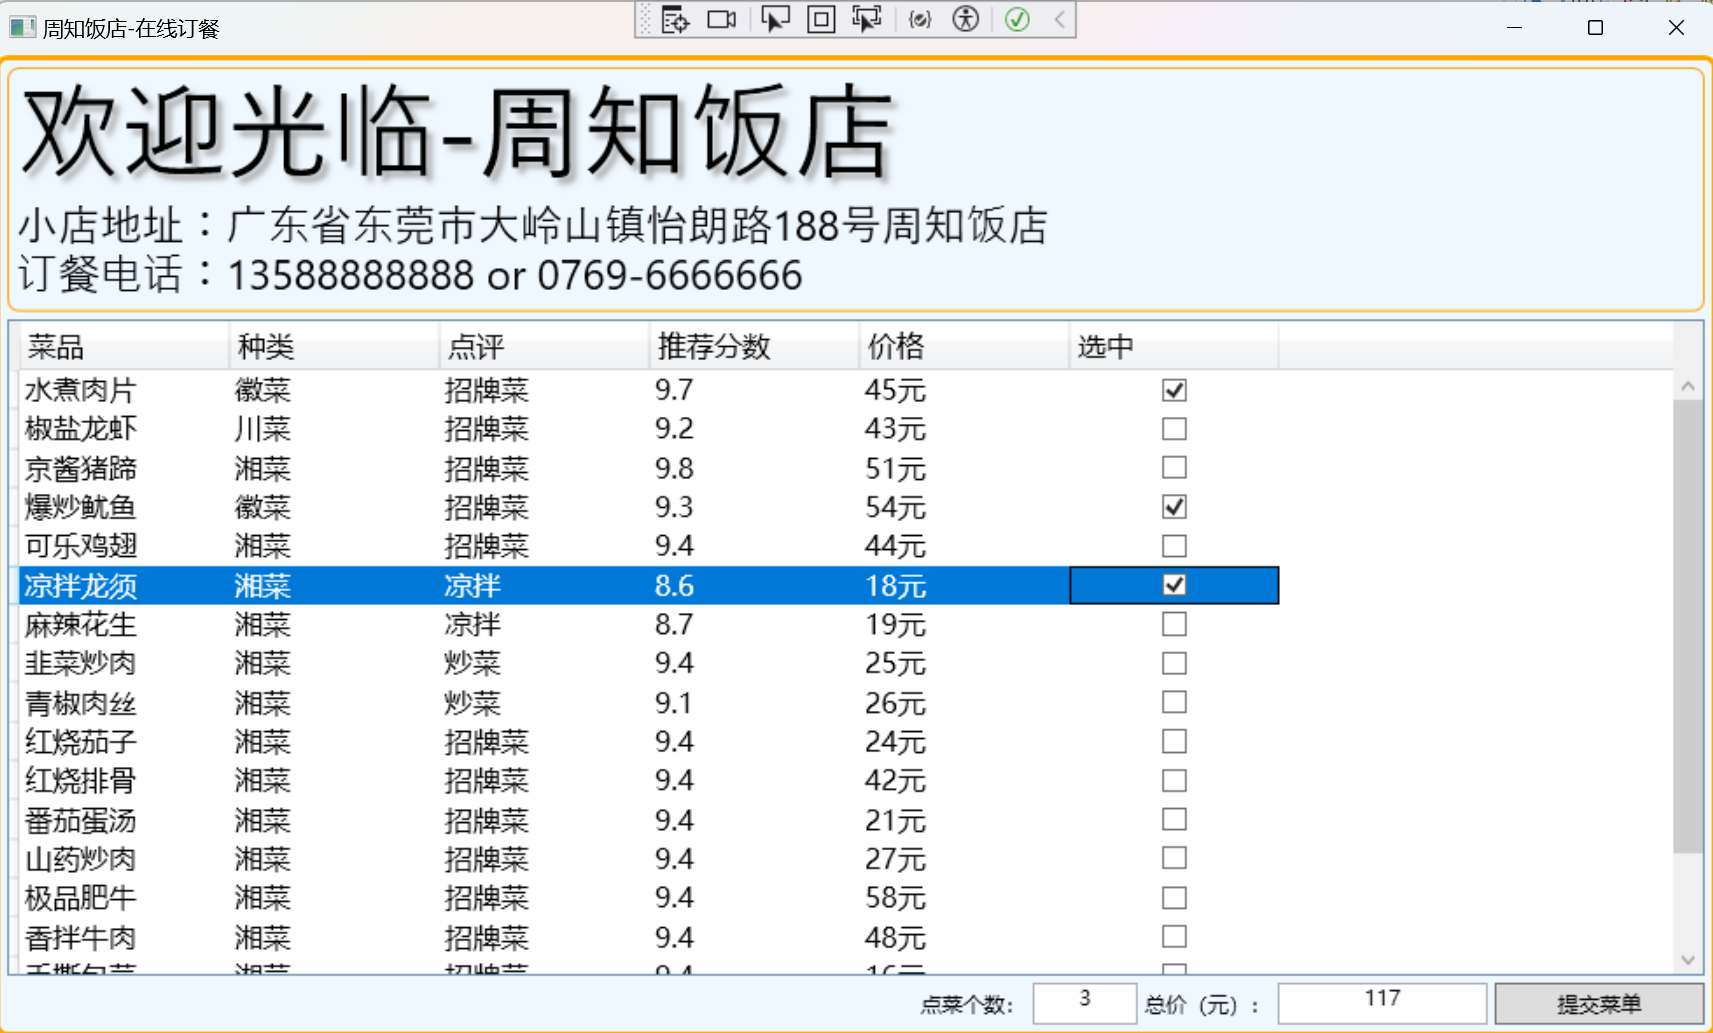 周知饭店-在线订餐
欢迎光临-周知饭店
小店地址：广东省东莞市大岭山镇怡朗路188号周知饭店
订餐电话：13588888888 or 0769-6666666
菜品 种类 点评 推荐分数 价格 选中
水煮肉片 徽菜 招牌菜 9.7 45元
椒盐龙虾 川菜 招牌菜 9.2 43元
京酱猪蹄 湘菜 招牌菜 9.8 51元
爆炒鱿鱼 徽菜 招牌菜 9.3 54元
可乐鸡翅 湘菜 招牌菜 9.4 44元
凉拌龙须 湘菜 凉拌 8.6 18元
麻辣花生 湘菜 凉拌 8.7 19元
韭菜炒肉 湘菜 炒菜 9.4 25元
青椒肉丝 湘菜 炒菜 9.1 26元
红烧茄子 湘菜 招牌菜 9.4 24元
红烧排骨 湘菜 招牌菜 9.4 42元
番茄蛋汤 湘菜 招牌菜 9.4 21元
山药炒肉 湘菜 招牌菜 9.4 27元
极品肥牛 湘菜 招牌菜 9.4 58元
香拌牛肉 湘菜 招牌菜 9.4 48元
点菜个数: 3 总价（元）: 117 提交菜单